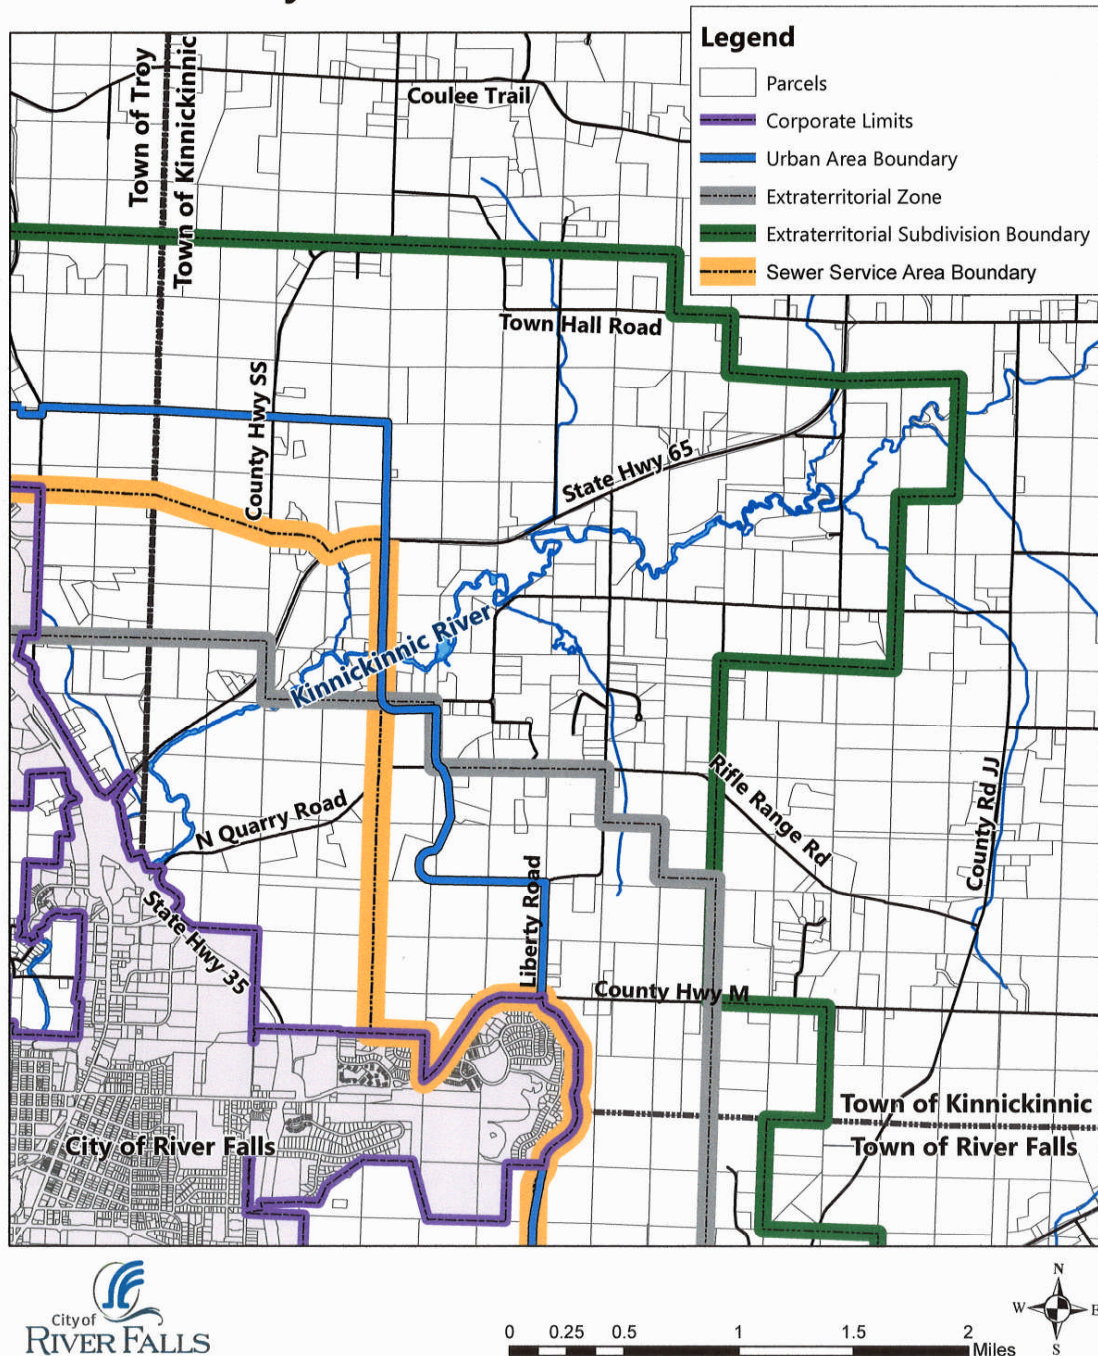 Legend
Parcels
Corporate Limits
Urban Area Boundary
Extraterritorial Zone
Extraterritorial Subdivision Boundary
Sewer Service Area Boundary
Town of Troy
Town of Kinnickinnic
Coulee Trail
Town Hall Road
County Hwy SS
State Hwy 65
Kinnickinnic River
N Quarry Road
Rifle Range Rd
County Rd JJ
State Hwy 35
Liberty Road
County Hwy M
Town of Kinnickinnic
Town of River Falls
City of River Falls
City of
RIVER FALLS
0 0.25 0.5 1 1.5 2
Miles
N
W E
S